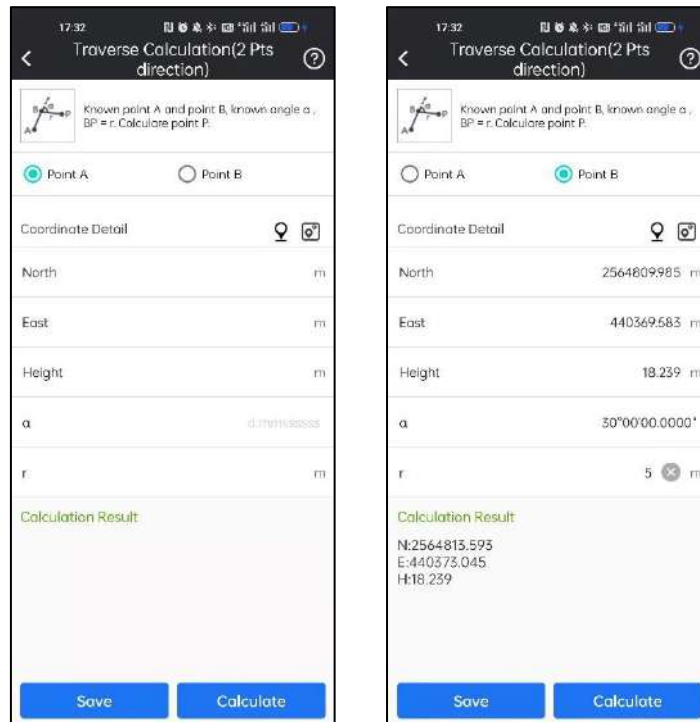 17:32
Traverse Calculation(2 Pts
direction)
Known point A and point B, known angle α,
BP = r. Calculare point P.
Point A
Point B
Coordinate Detail
North
m
East
m
Height
m
α
d.mmssssss
r
m
Calculation Result
Save
Calculate
17:32
Traverse Calculation(2 Pts
direction)
Known point A and point B, known angle α,
BP = r. Calculare point P.
Point A
Point B
Coordinate Detail
North
2564809.985 m
East
440369.583 m
Height
18.239 m
α
30°00'00.0000"
r
5 m
Calculation Result
N:2564813.593
E:440373.045
H:18.239
Save
Calculate